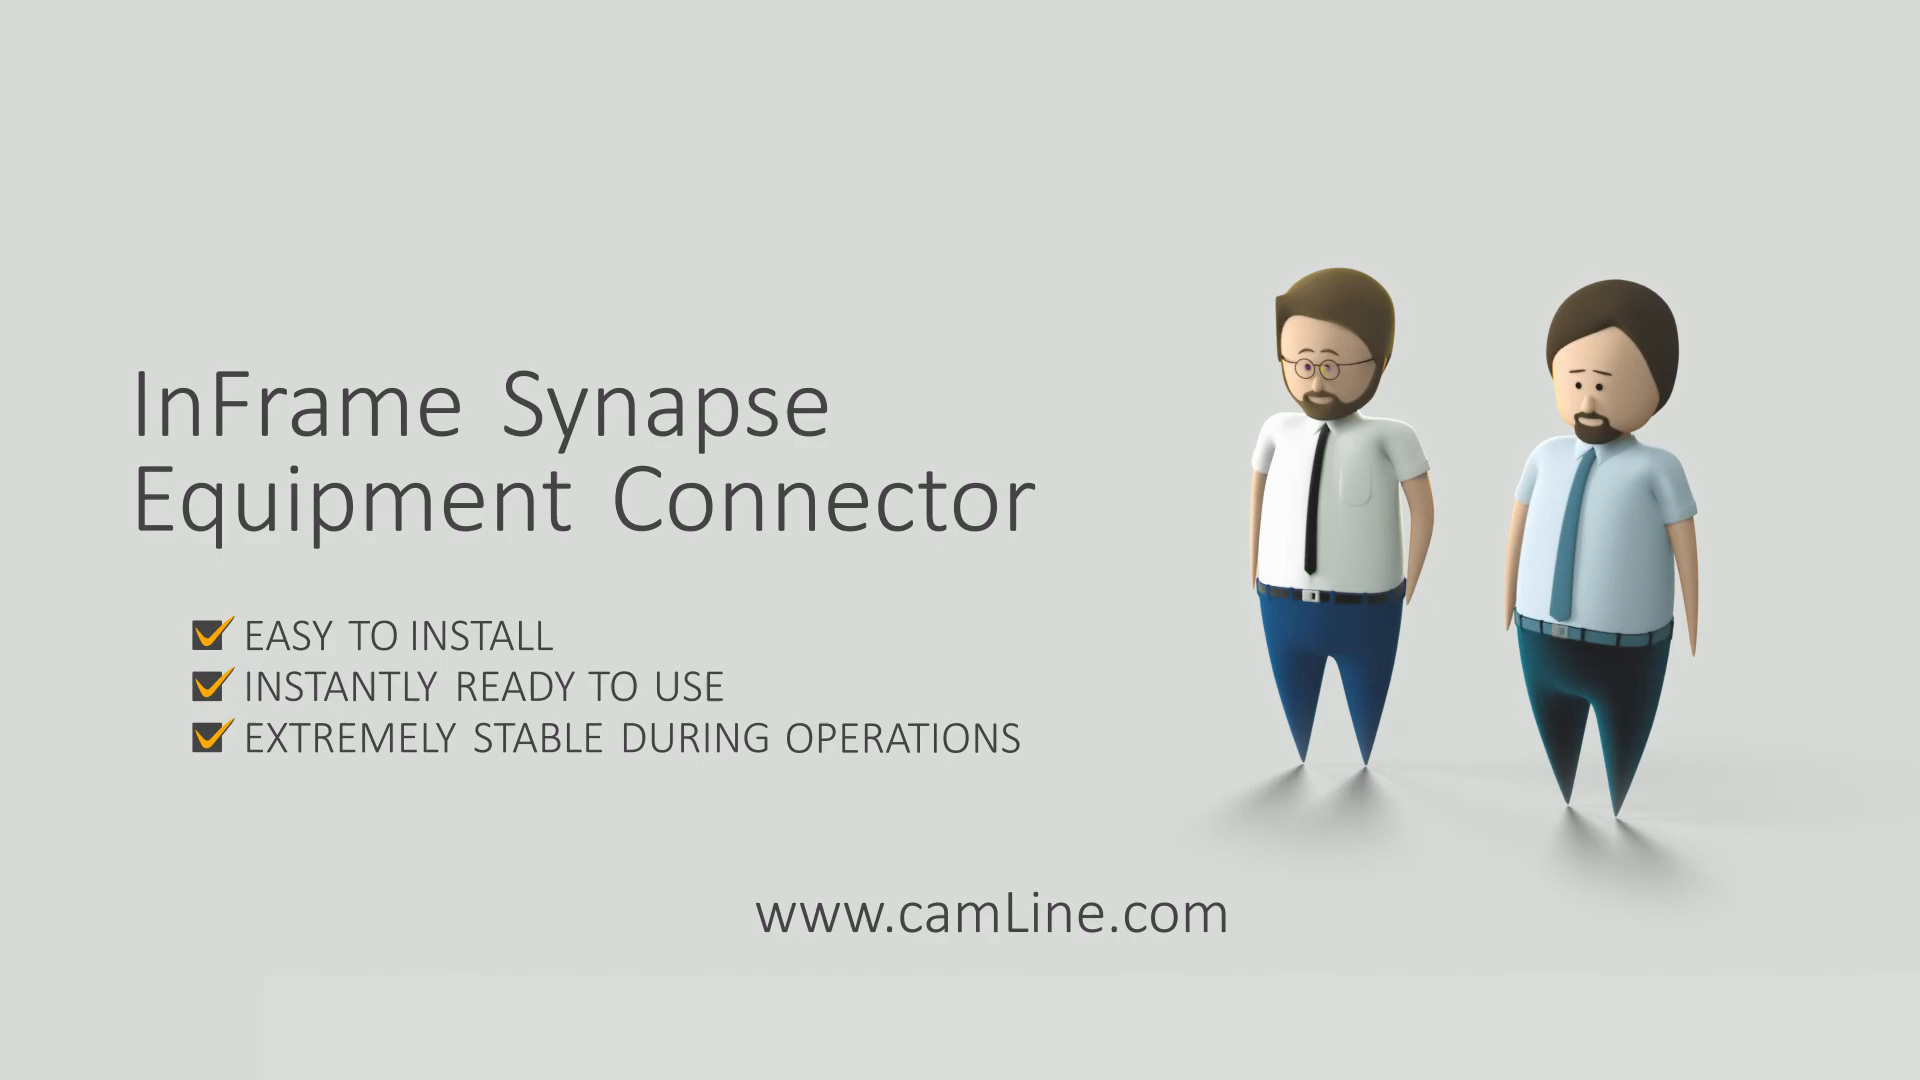 InFrame Synapse
Equipment Connector
EASY TO INSTALL
INSTANTLY READY TO USE
EXTREMELY STABLE DURING OPERATIONS
www.camLine.com